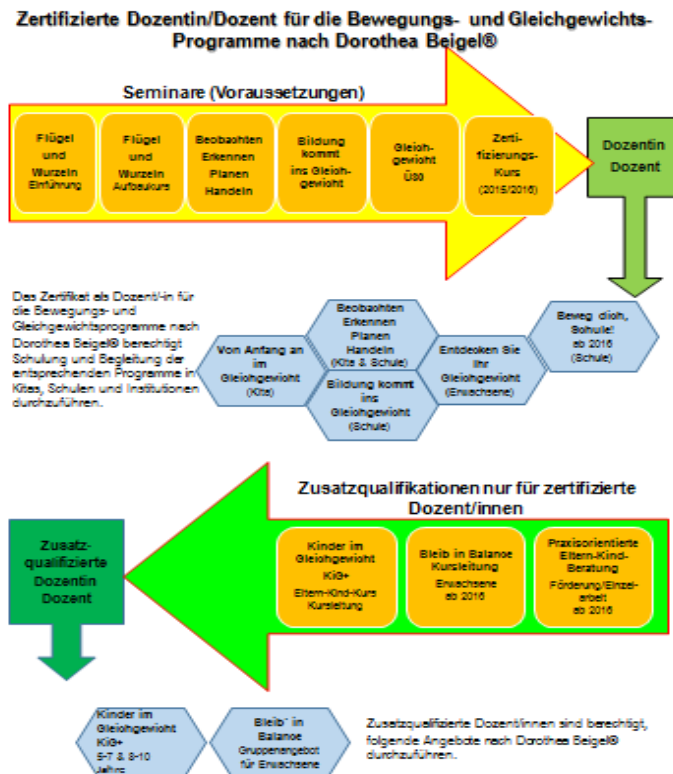 Zertifizierte Dozentin/Dozent für die Bewegungs- und Gleichgewichts-
Programme nach Dorothea Beigel®
Seminare (Voraussetzungen)
Flügel
und
Wurzeln
Einführung
Flügel
und
Wurzeln
Aufbaukurs
Beobachten
Erkennen
Planen
Handeln
Bildung
kommt
ins Gleich-
gewicht
Gleich-
gewicht
Ü30
Zerti-
fizierungs-
Kurs
(2015/2016)
Dozentin
Dozent
Das Zertifikat als Dozent/-in für
die Bewegungs- und
Gleichgewichtsprogramme nach
Dorothea Beigel® berechtigt
Schulung und Begleitung der
entsprechenden Programme in
Kitas, Schulen und Institutionen
durchzuführen.
Von Anfang an
im
Gleichgewicht
(Kita)
Beobachten
Erkennen
Planen
Handeln
(Kita & Schule)
Bildung kommt
ins
Gleichgewicht
(Schule)
Entdecken Sie
Ihr
Gleichgewicht
(Erwachsene)
Beweg dich,
Schule!
ab 2016
(Schule)
Zusatzqualifikationen nur für zertifizierte
Dozent/innen
Zusatz-
qualifizierte
Dozentin
Dozent
Kinder im
Gleichgewicht
KiG+
Eltern-Kind-Kurs
Kursleitung
Bleib in Balance
Kursleitung
Erwachsene
ab 2016
Praxisorientierte
Eltern-Kind-
Beratung
Förderung/Einzel-
arbeit
ab 2016
Kinder im
Gleichgewicht
KiG+
5-7 & 8-10
Jahre
Bleib´ in
Balance
Gruppenangebot
für Erwachsene
Zusatzqualifizierte Dozent/innen sind berechtigt,
folgende Angebote nach Dorothea Beigel®
durchzuführen.